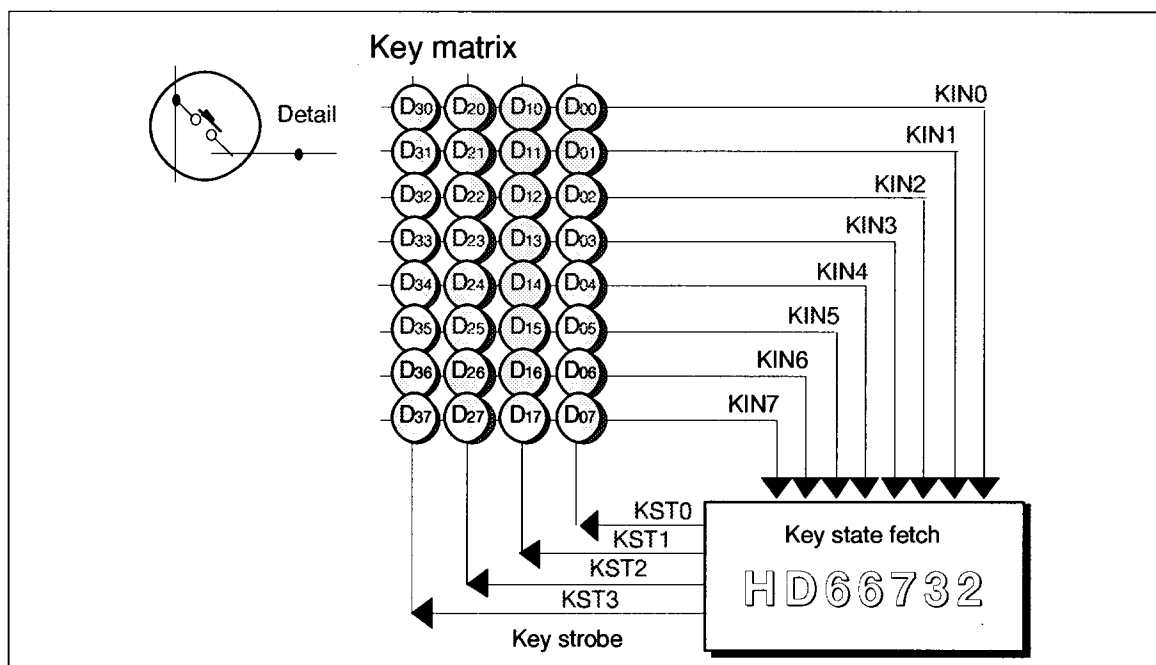 Key matrix
Detail
D30 D20 D10 D00
KIN0
D31 D21 D11 D01
KIN1
D32 D22 D12 D02
KIN2
D33 D23 D13 D03
KIN3
D34 D24 D14 D04
KIN4
D35 D25 D15 D05
KIN5
D36 D26 D16 D06
KIN6
D37 D27 D17 D07
KIN7
KST0
KST1
KST2
KST3
Key strobe
Key state fetch
HD66732